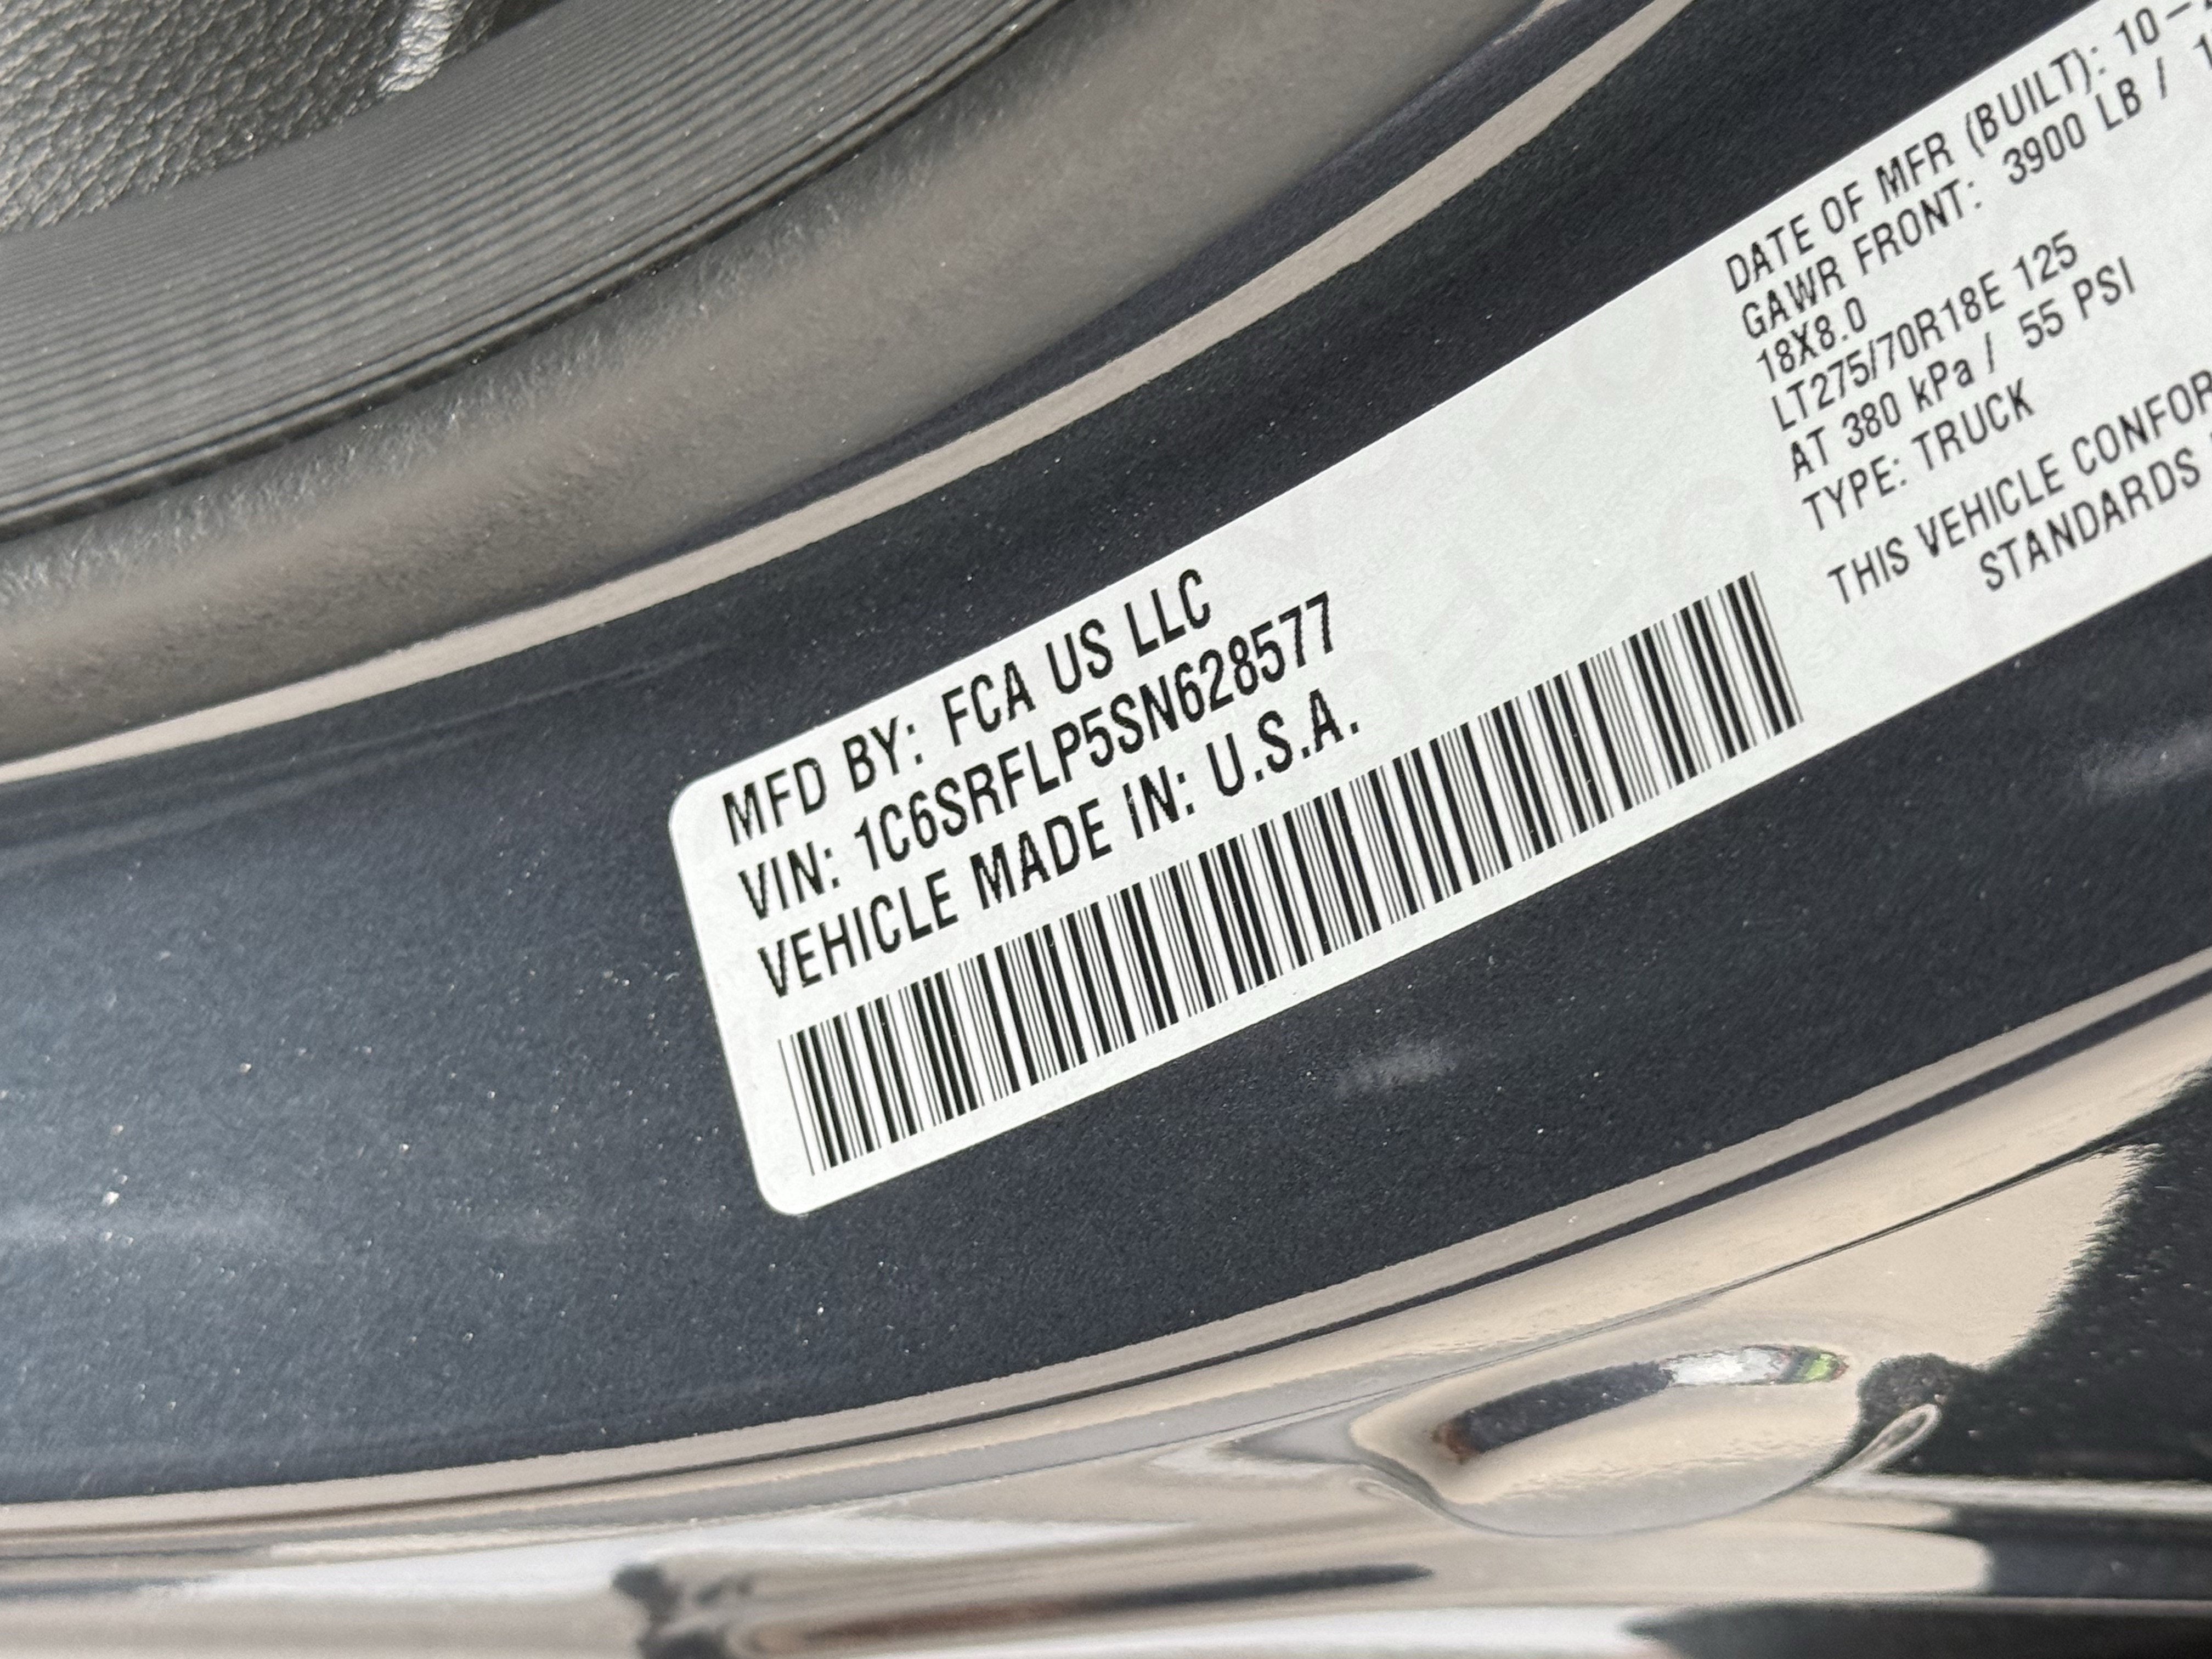 MFD BY: FCA US LLC
VIN: 1C6SRFLP5SN628577
VEHICLE MADE IN: U.S.A.
DATE OF MFR (BUILT): 10-
GAWR FRONT: 3900 LB /
18X8.0
LT275/70R18E 125
AT 380 kPa / 55 PSI
TYPE: TRUCK
THIS VEHICLE CONFOR
STANDARDS